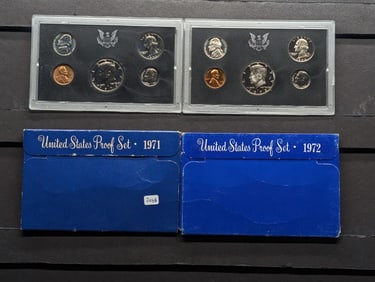 United States Proof Set · 1971
United States Proof Set · 1972